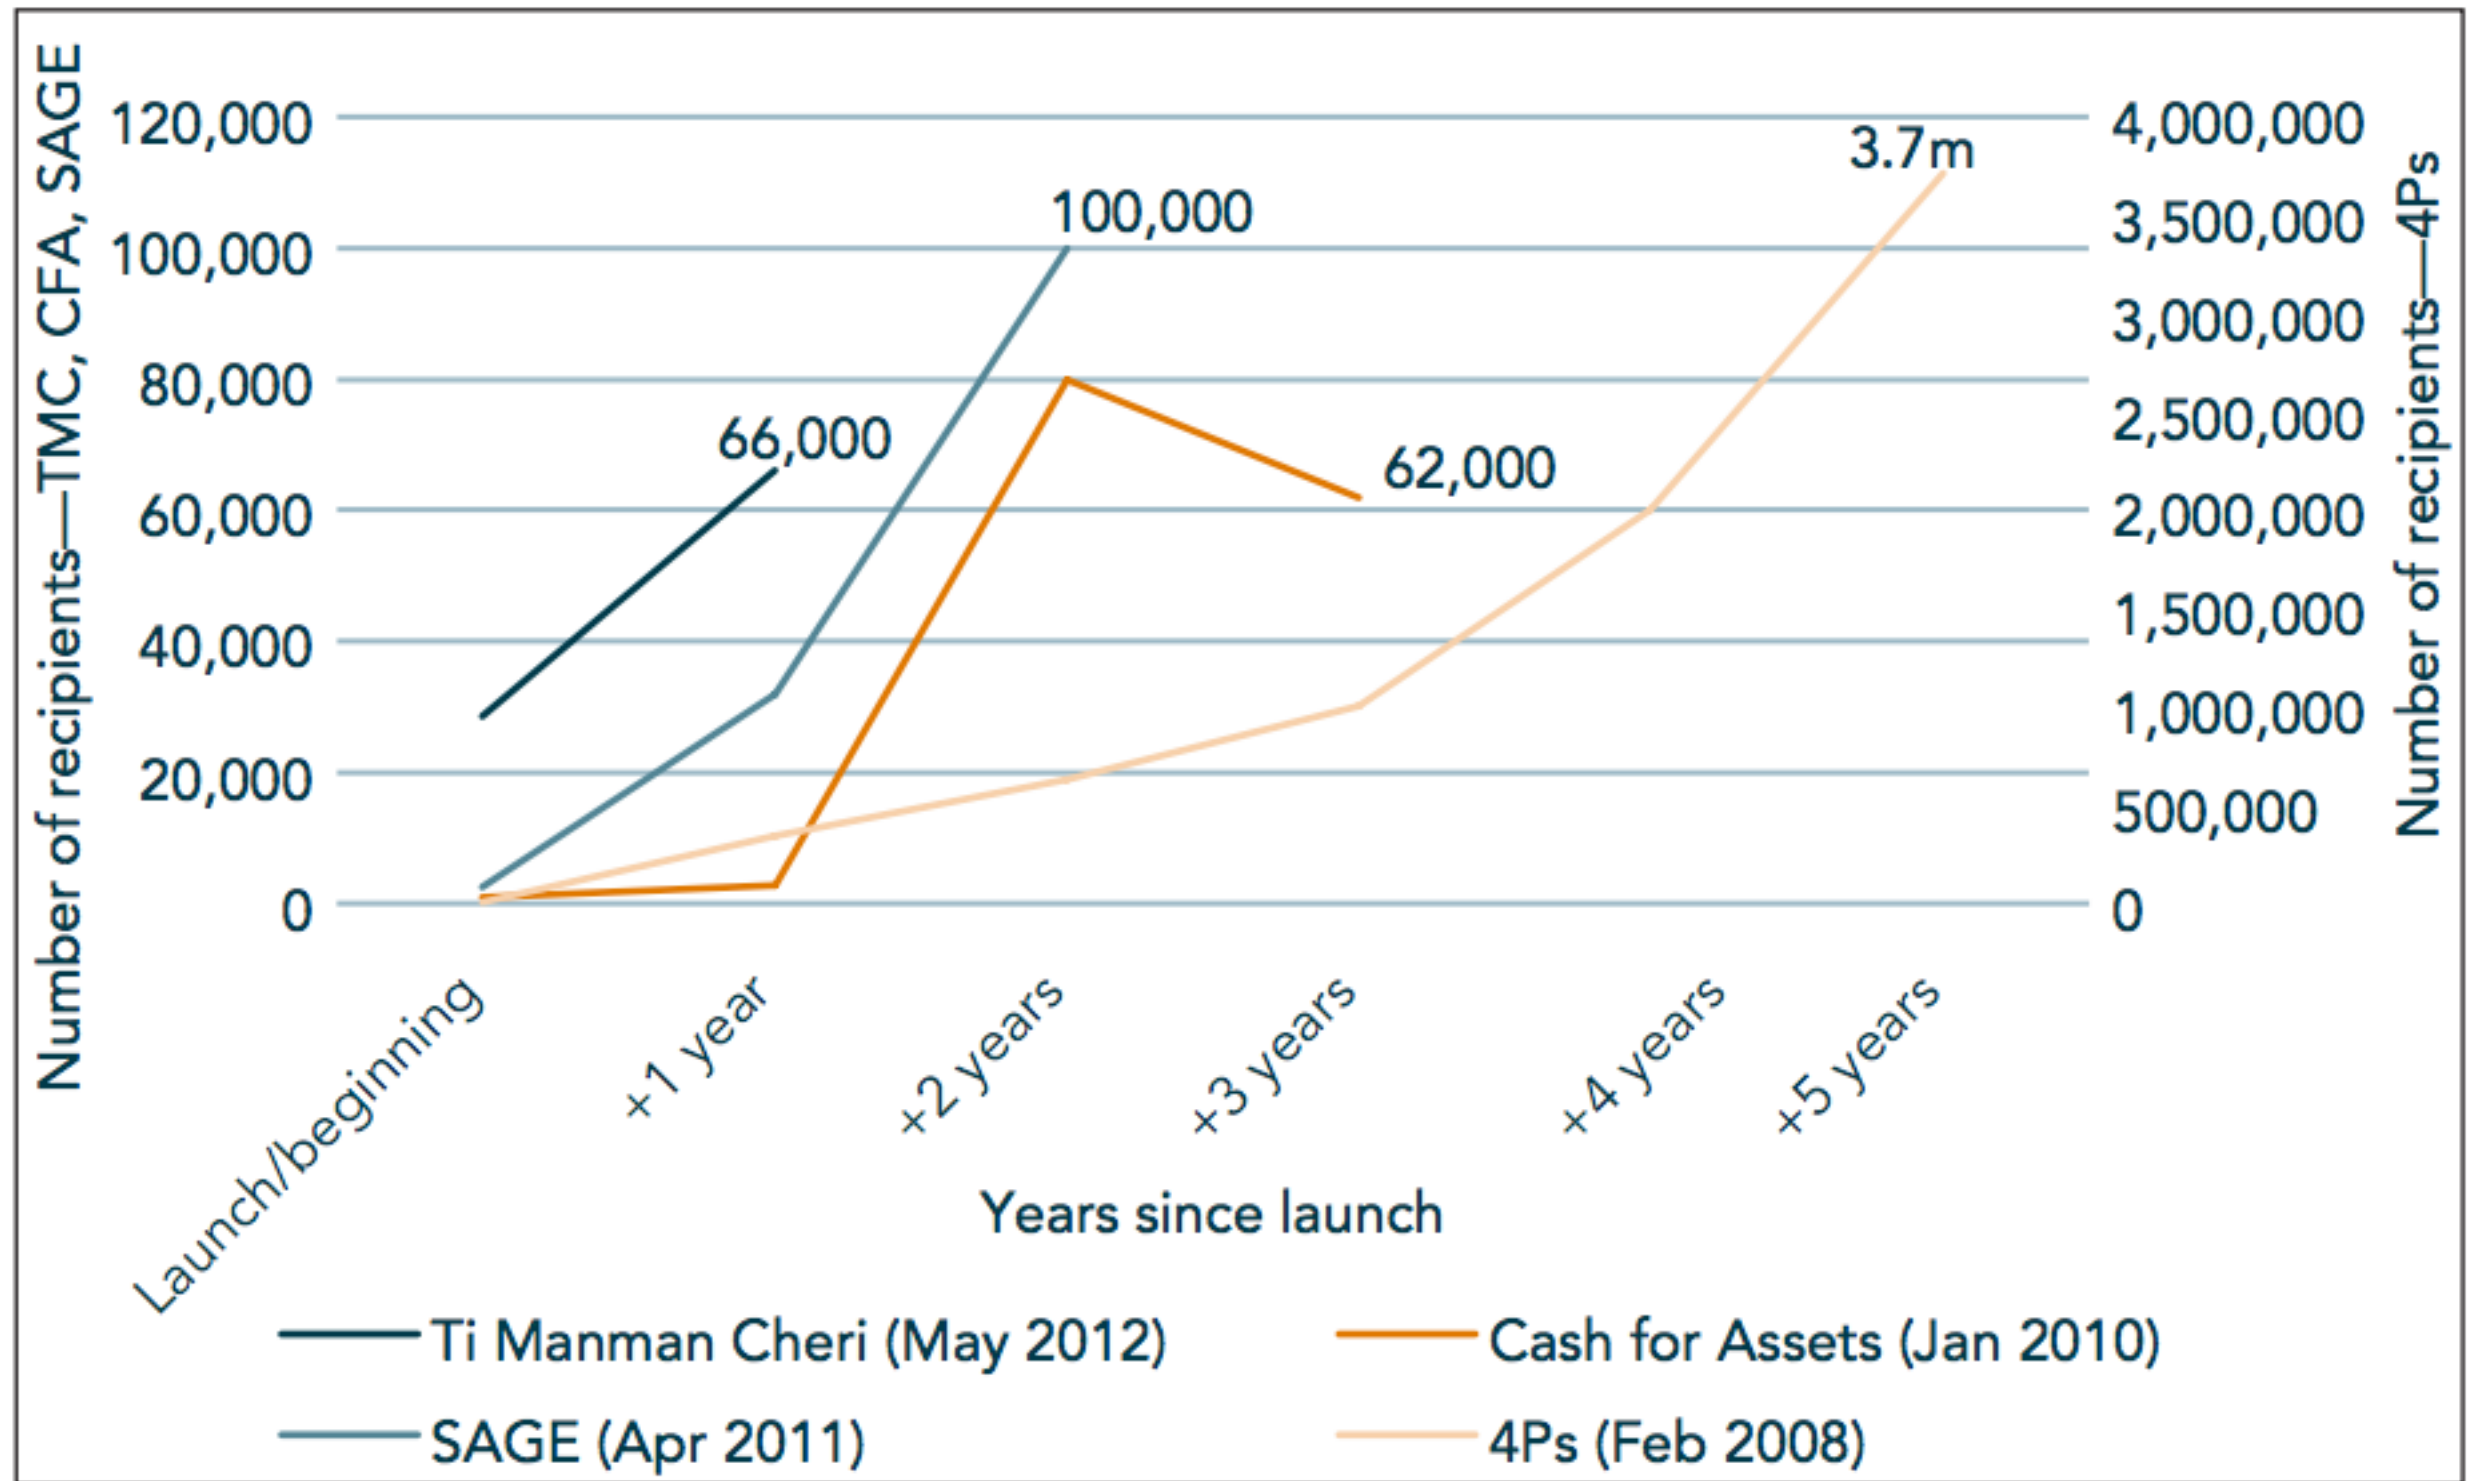 Number of recipients—TMC, CFA, SAGE
120,000
100,000
80,000
60,000
40,000
20,000
0
66,000
100,000
62,000
3.7m
4,000,000
3,500,000
3,000,000
2,500,000
2,000,000
1,500,000
1,000,000
500,000
0
Number of recipients—4Ps
Launch/beginning
+1 year
+2 years
+3 years
+4 years
+5 years
Years since launch
Ti Manman Cheri (May 2012)
Cash for Assets (Jan 2010)
SAGE (Apr 2011)
4Ps (Feb 2008)